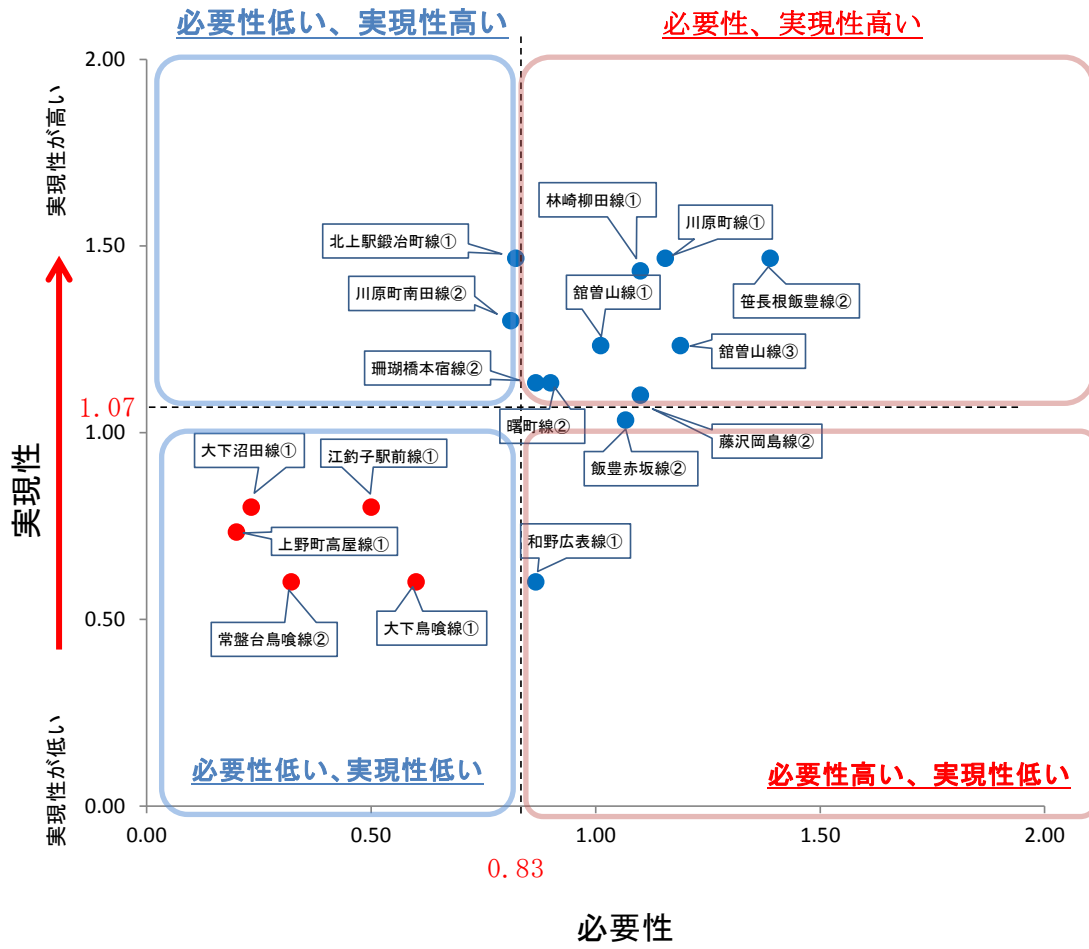 必要性低い、実現性高い
必要性、実現性高い
2.00
実現性が高い
林崎柳田線①
川原町線①
北上駅鍛冶町線①
1.50
川原町南田線②
舘曽山線①
笹長根飯豊線②
舘曽山線③
珊瑚橋本宿線②
1.07
曙町線②
藤沢岡島線②
1.00
大下沼田線①
江釣子駅前線①
飯豊赤坂線②
実現性
上野町高屋線①
和野広表線①
0.50
常盤台鳥喰線②
大下鳥喰線①
実現性が低い
必要性低い、実現性低い
必要性高い、実現性低い
0.00
0.00
0.50
1.00
1.50
2.00
0.83
必要性